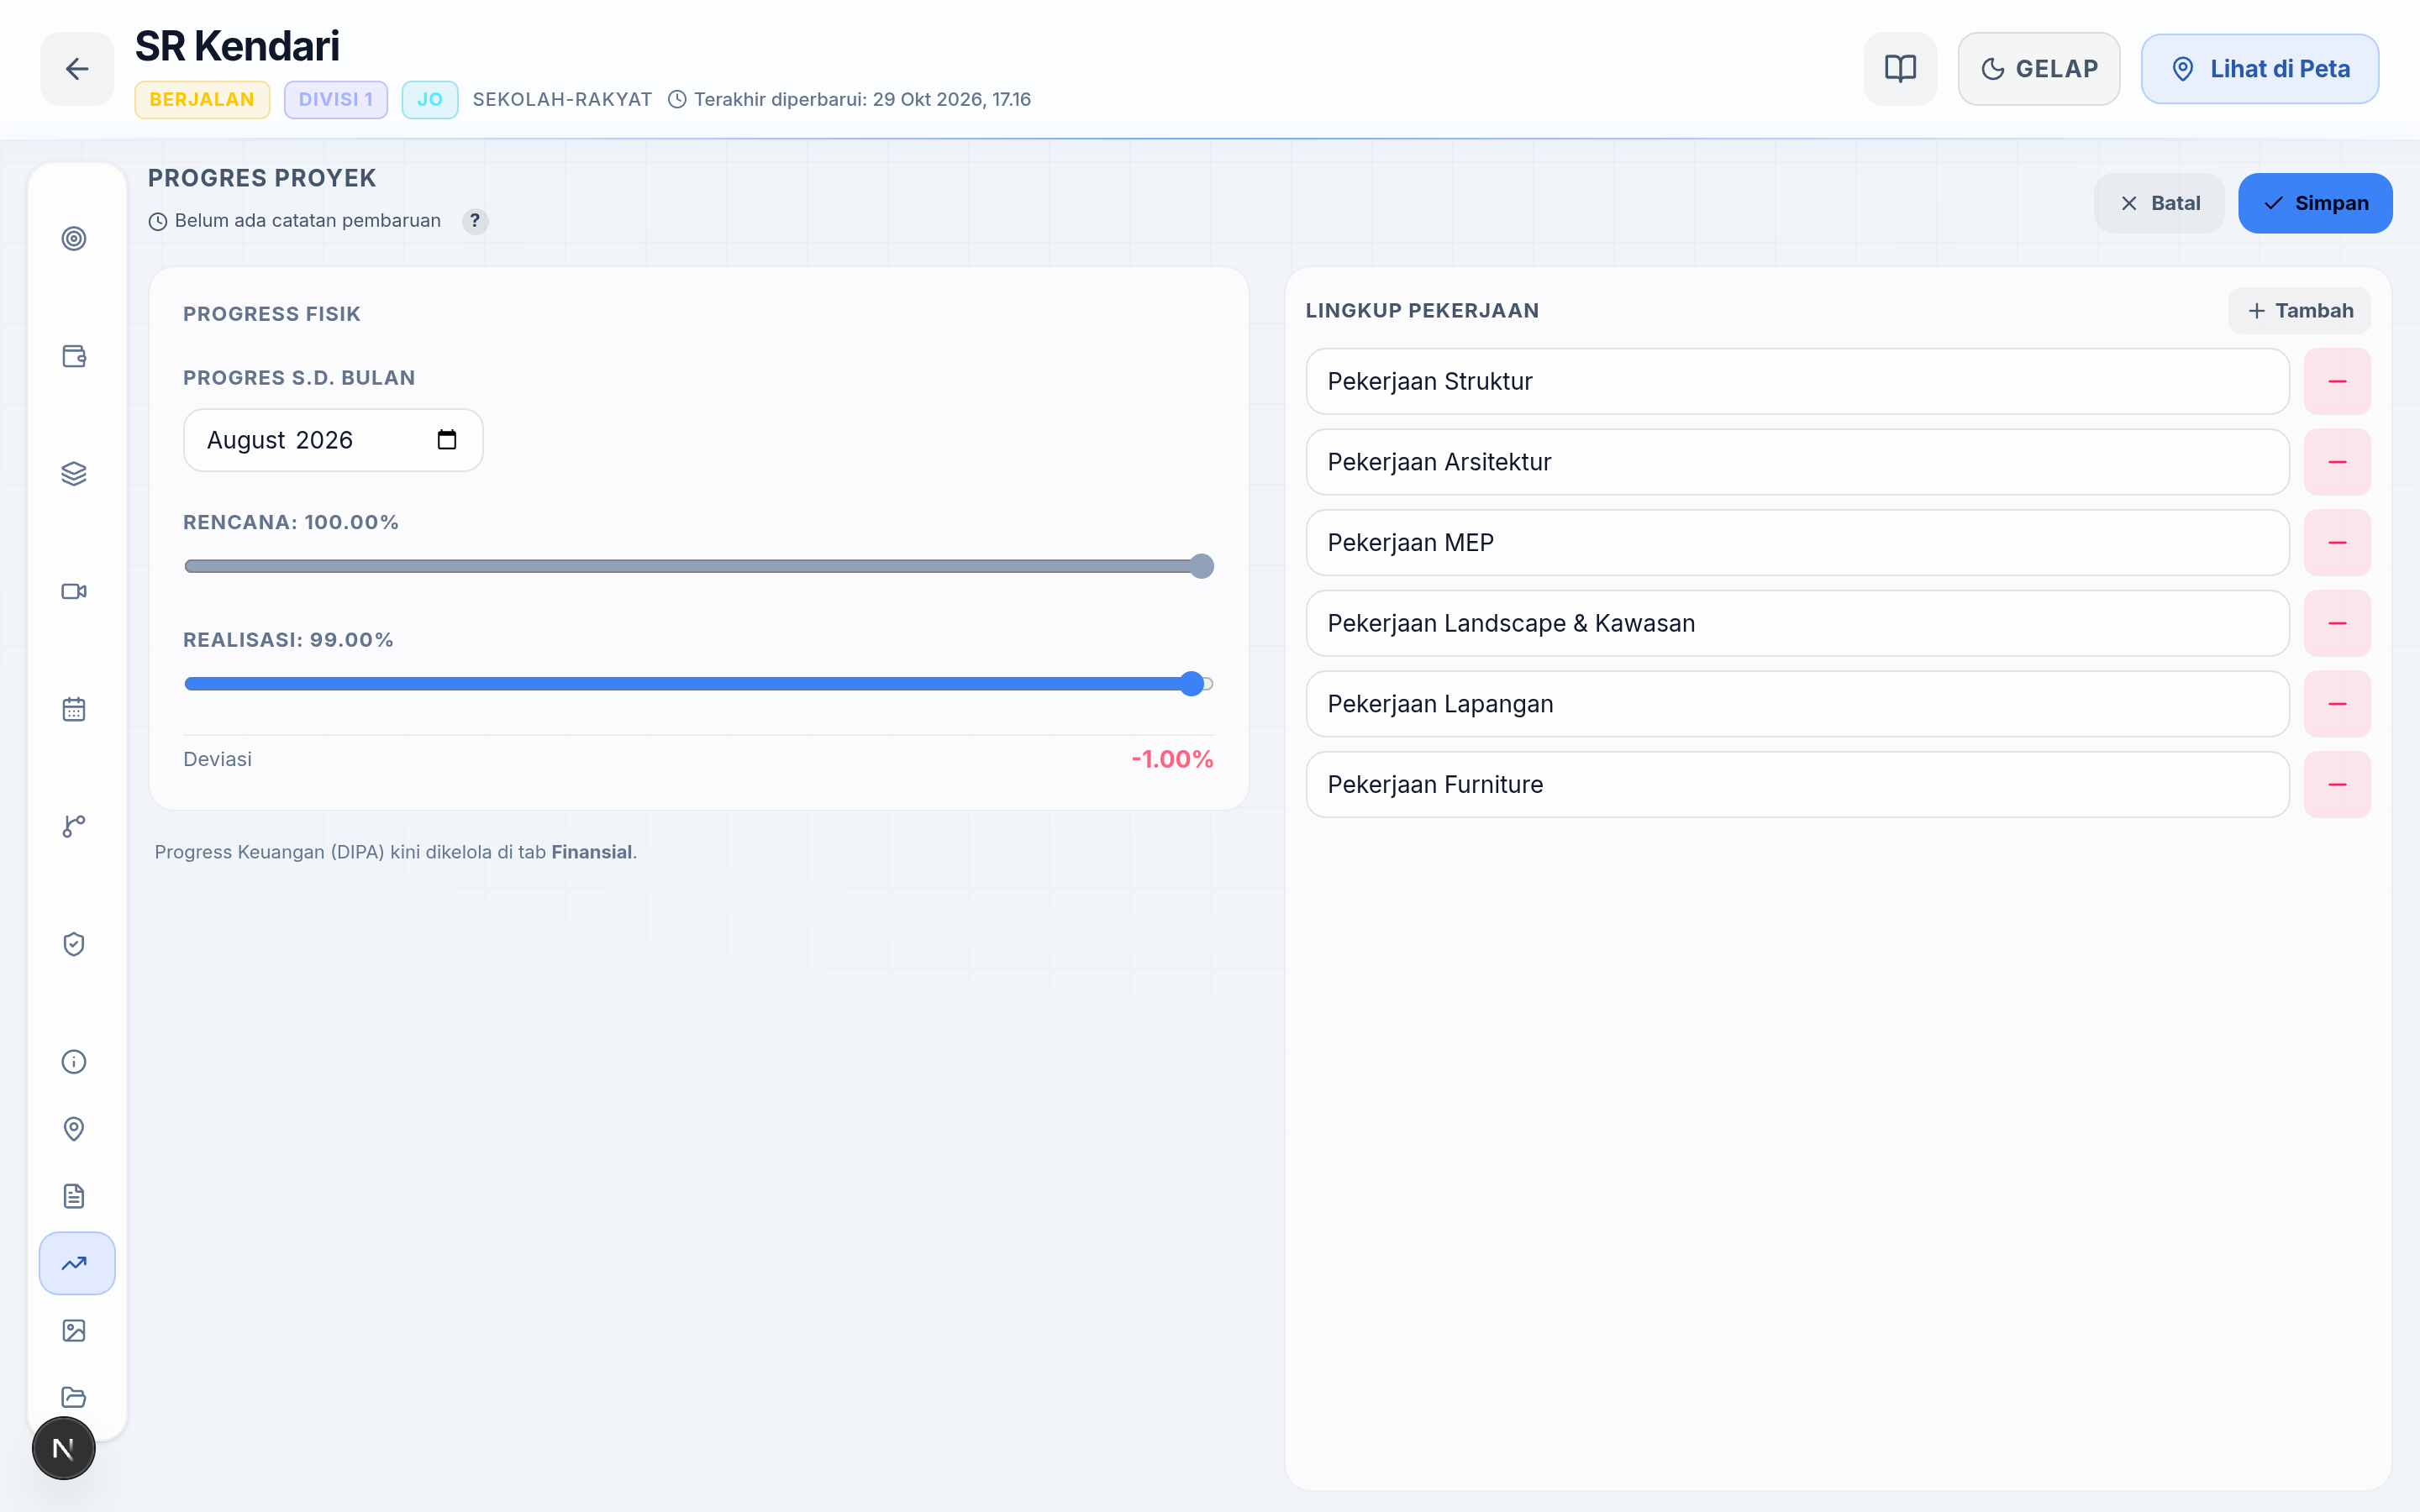 SR Kendari
BERJALAN DIVISI 1 JO SEKOLAH-RAKYAT Terakhir diperbarui: 29 Okt 2026, 17.16
GELAP
Lihat di Peta
PROGRES PROYEK
Belum ada catatan pembaruan ?
Batal
Simpan
PROGRESS FISIK
PROGRES S.D. BULAN
August 2026
RENCANA: 100.00%
REALISASI: 99.00%
Deviasi -1.00%
Progress Keuangan (DIPA) kini dikelola di tab Finansial.
LINGKUP PEKERJAAN
Tambah
Pekerjaan Struktur
Pekerjaan Arsitektur
Pekerjaan MEP
Pekerjaan Landscape & Kawasan
Pekerjaan Lapangan
Pekerjaan Furniture
N